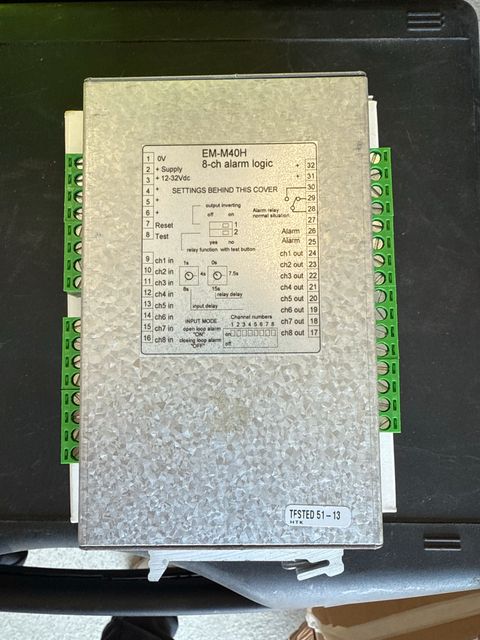 EM-M40H
8-ch alarm logic
1 0V
2 + Supply
3 + 12-32Vdc
4 +
5 +
6 +
7 Reset
8 Test
9 ch1 in
10 ch2 in
11 ch3 in
12 ch4 in
13 ch5 in
14 ch6 in
15 ch7 in
16 ch8 in
SETTINGS BEHIND THIS COVER
output inverting
off on
1
2
yes no
relay function. with test button
1s 0s
4s 7.5s
8s 15s
relay delay
input delay
INPUT MODE
open loop alarm
"ON"
closing loop alarm
"OFF"
Channel numbers
1 2 3 4 5 6 7 8
on
off
+ 32
+ 31
30
29
28
27
Alarm relay
normal situation
Alarm 26
Alarm 25
ch1 out 24
ch2 out 23
ch3 out 22
ch4 out 21
ch5 out 20
ch6 out 19
ch7 out 18
ch8 out 17
TESTED 51-13
HTK